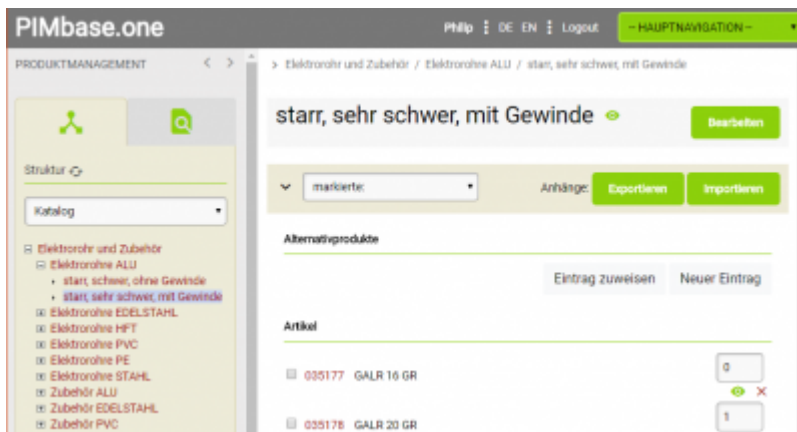 PIMbase.one
Philip DE EN Logout
-- HAUPTNAVIGATION --
PRODUKTMANAGEMENT
Struktur
Katalog
Elektrorohr und Zubehör
Elektrorohre ALU
starr, schwer, ohne Gewinde
starr, sehr schwer, mit Gewinde
Elektrorohre EDELSTAHL
Elektrorohre HFT
Elektrorohre PVC
Elektrorohre PE
Elektrorohre STAHL
Zubehör ALU
Zubehör EDELSTAHL
Zubehör PVC
> Elektrorohr und Zubehör / Elektrorohre ALU / starr, sehr schwer, mit Gewinde
starr, sehr schwer, mit Gewinde
Bearbeiten
markierte:
Anhänge:
Exportieren
Importieren
Alternativprodukte
Eintrag zuweisen
Neuer Eintrag
Artikel
035177 GALR 16 GR
0
035178 GALR 20 GR
1